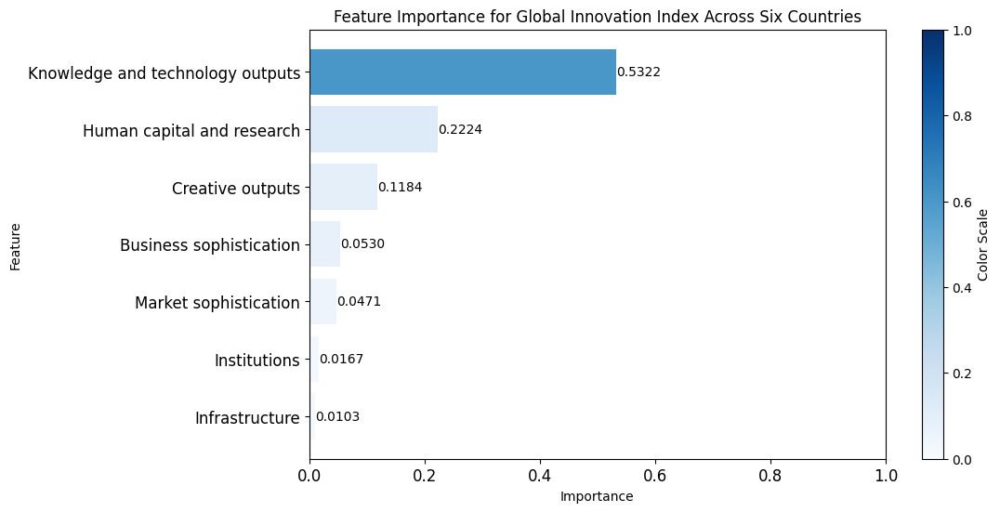 Feature Importance for Global Innovation Index Across Six Countries
Knowledge and technology outputs 0.5322
Human capital and research 0.2224
Creative outputs 0.1184
Business sophistication 0.0530
Market sophistication 0.0471
Institutions 0.0167
Infrastructure 0.0103
Feature
0.0 0.2 0.4 0.6 0.8 1.0
Importance
1.0
0.8
0.6
0.4
0.2
0.0
Color Scale